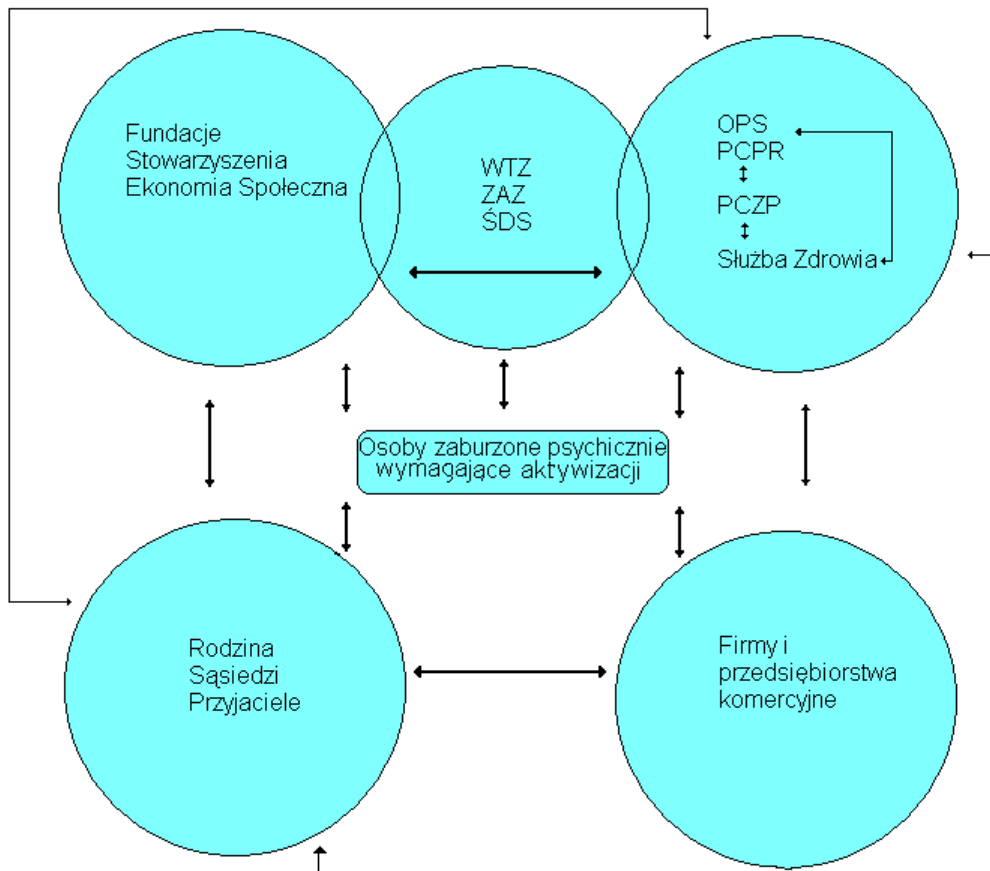 Fundacje
Stowarzyszenia
Ekonomia Społeczna
WTZ
ZAZ
ŚDS
OPS
PCPR
PCZP
Służba Zdrowia
Osoby zaburzone psychicznie
wymagające aktywizacji
Rodzina
Sąsiedzi
Przyjaciele
Firmy i
przedsiębiorstwa
komercyjne